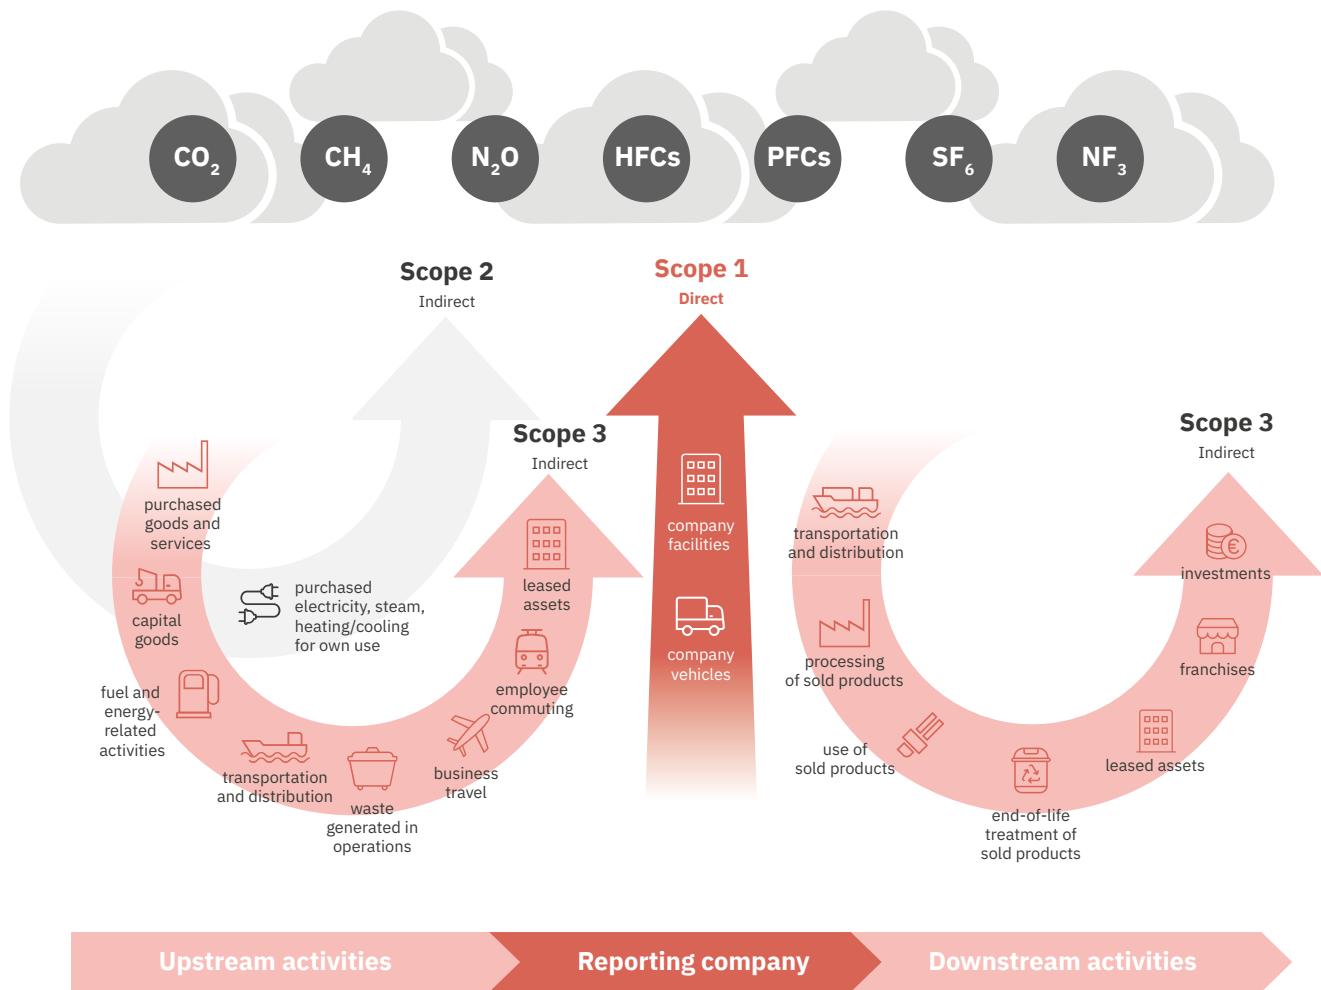 CO2
CH4
N2O
HFCs
PFCs
SF6
NF3
Scope 2
Indirect
Scope 1
Direct
Scope 3
Indirect
Scope 3
Indirect
purchased
goods and
services
capital
goods
fuel and
energy-
related
activities
transportation
and distribution
waste
generated in
operations
business
travel
employee
commuting
leased
assets
purchased
electricity, steam,
heating/cooling
for own use
company
facilities
company
vehicles
transportation
and distribution
processing
of sold products
use of
sold products
end-of-life
treatment of
sold products
leased assets
franchises
€
investments
Upstream activities
Reporting company
Downstream activities